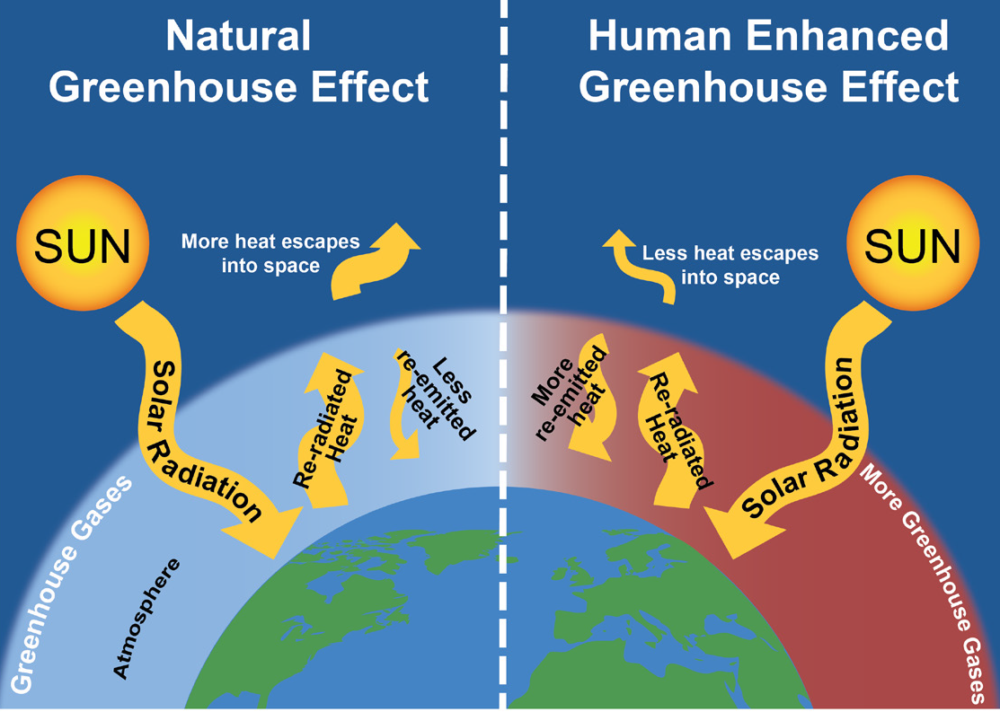 Natural
Greenhouse Effect
SUN
More heat escapes
into space
Solar Radiation
Re-radiated
Heat
Less
re-emitted
heat
Greenhouse Gases
Atmosphere
Human Enhanced
Greenhouse Effect
SUN
Less heat escapes
into space
More
re-emitted
heat
Re-radiated
Heat
Solar Radiation
More Greenhouse Gases